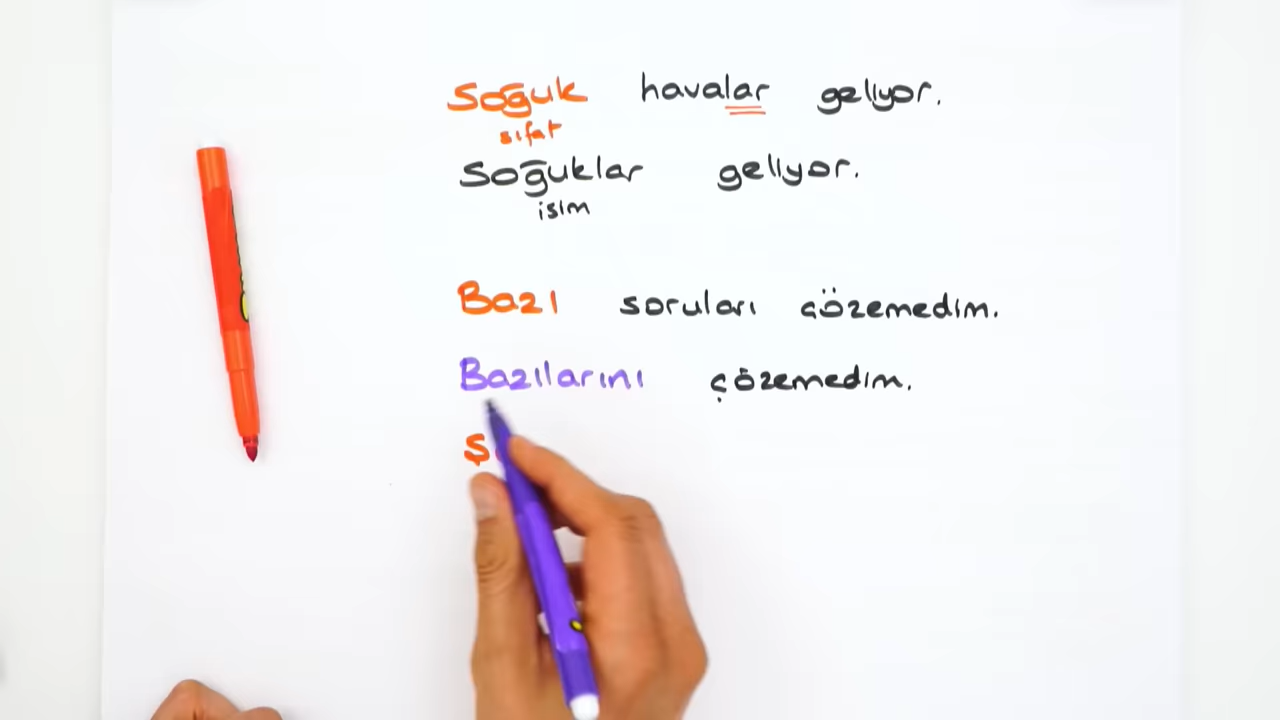 Soğuk havalar geliyor.
sıfat
Soğuklar geliyor.
isim
Bazı soruları çözemedim.
Bazılarını çözemedim.